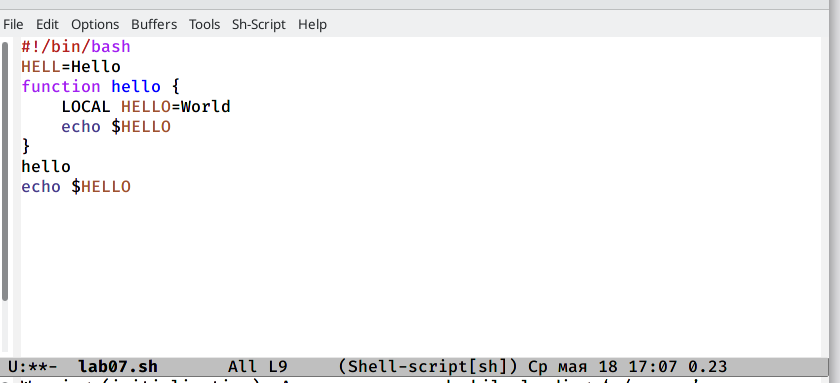 File Edit Options Buffers Tools Sh-Script Help
#!/bin/bash
HELL=Hello
function hello {
    LOCAL HELLO=World
    echo $HELLO
}
hello
echo $HELLO
U:**-  lab07.sh       All L9     (Shell-script[sh]) Ср мая 18 17:07 0.23